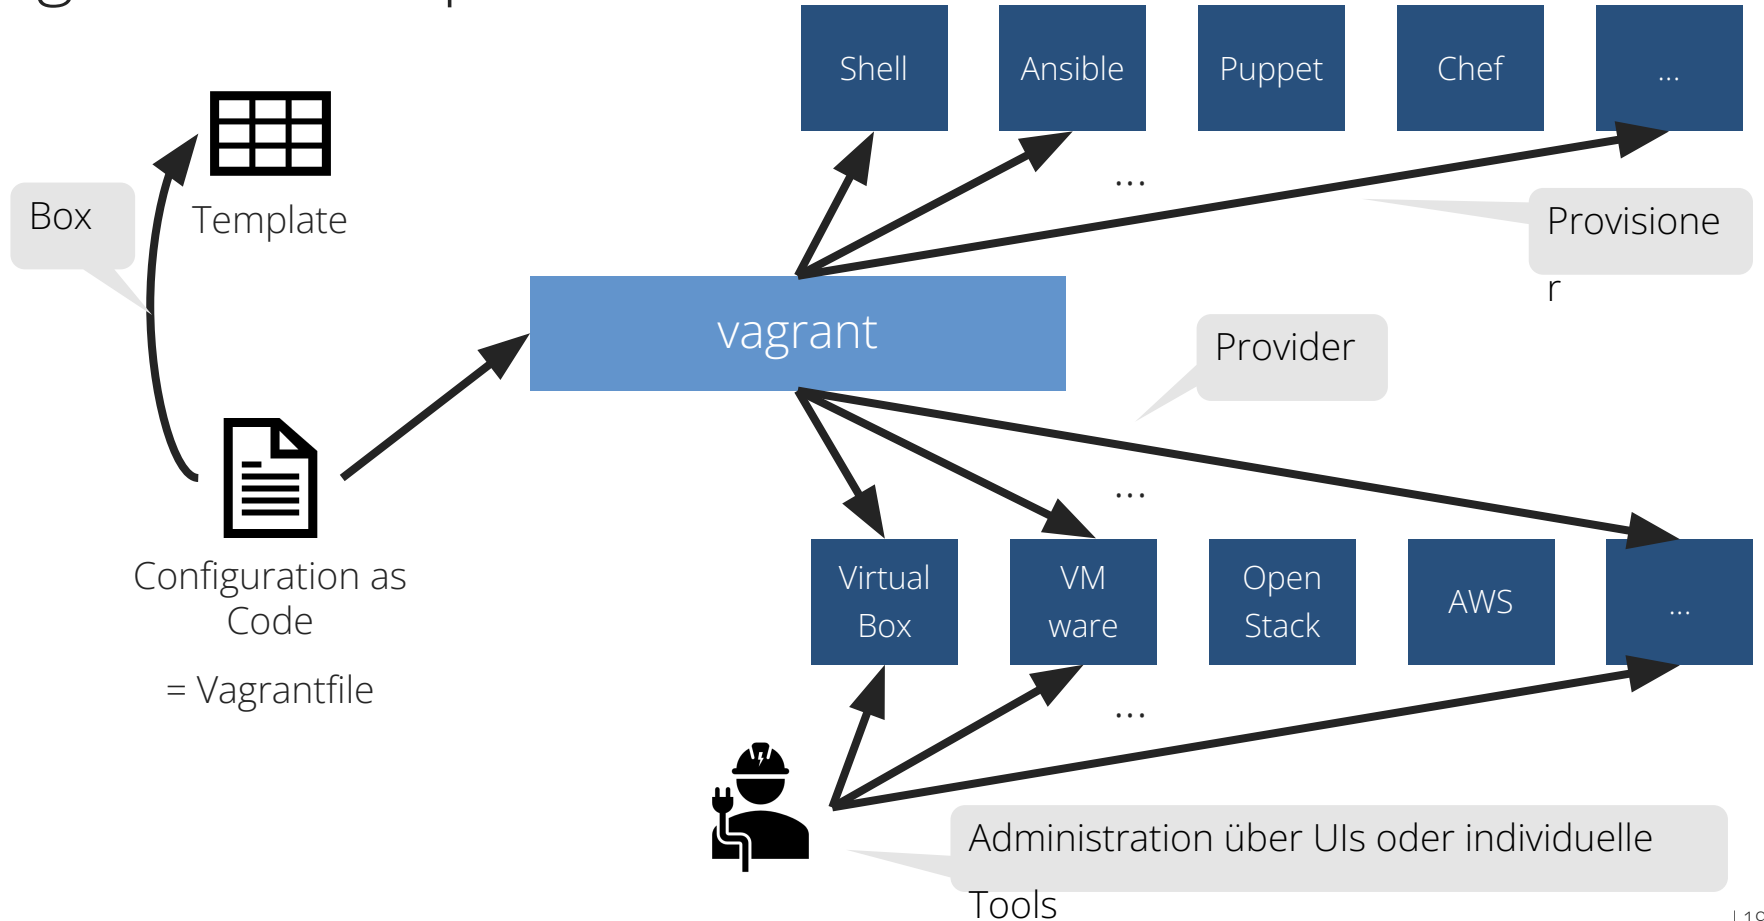 Shell
Ansible
Puppet
Chef
...
...
Box
Template
Provisione
r
vagrant
Provider
...
Configuration as
Code
= Vagrantfile
Virtual
Box
VM
ware
Open
Stack
AWS
...
...
Administration über UIs oder individuelle
Tools